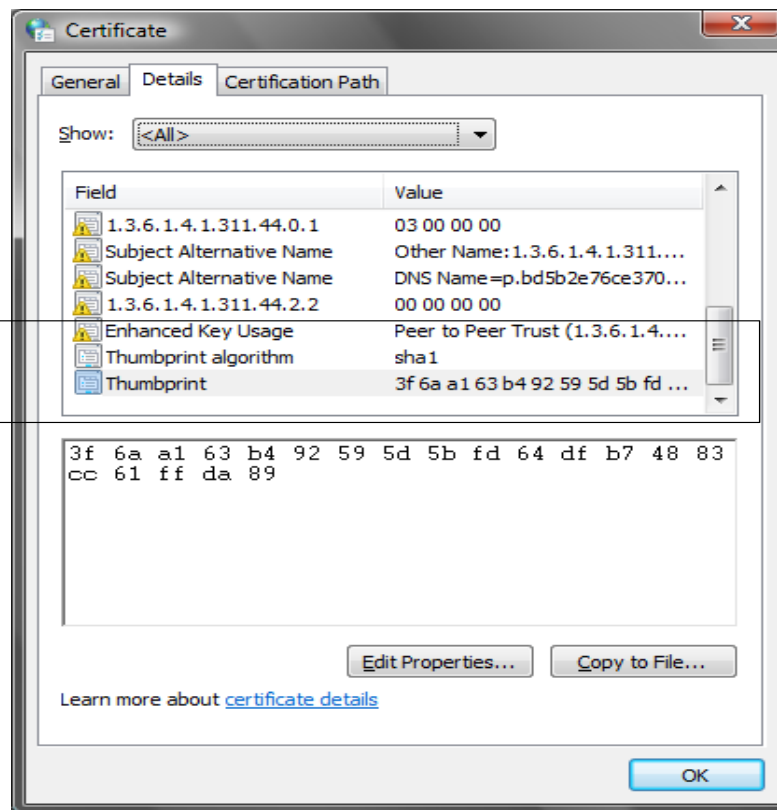 Certificate
General Details Certification Path
Show: <All>
Field Value
1.3.6.1.4.1.311.44.0.1 03 00 00 00
Subject Alternative Name Other Name:1.3.6.1.4.1.311....
Subject Alternative Name DNS Name=p.bd5b2e76ce370...
1.3.6.1.4.1.311.44.2.2 00 00 00 00
Enhanced Key Usage Peer to Peer Trust (1.3.6.1.4....
Thumbprint algorithm sha1
Thumbprint 3f 6a a1 63 b4 92 59 5d 5b fd ...
3f 6a a1 63 b4 92 59 5d 5b fd 64 df b7 48 83
cc 61 ff da 89
Edit Properties... Copy to File...
Learn more about certificate details
OK